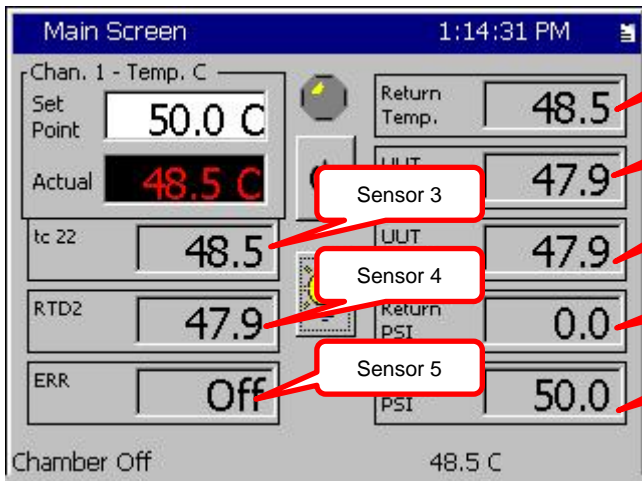 Main Screen 1:14:31 PM
Chan. 1 - Temp. C
Set Point 50.0 C
Actual 48.5 C
tc 22 48.5
RTD2 47.9
ERR Off
Sensor 3
Sensor 4
Sensor 5
Return Temp. 48.5
UUT 47.9
UUT 47.9
Return PSI 0.0
PSI 50.0
Chamber Off 48.5 C